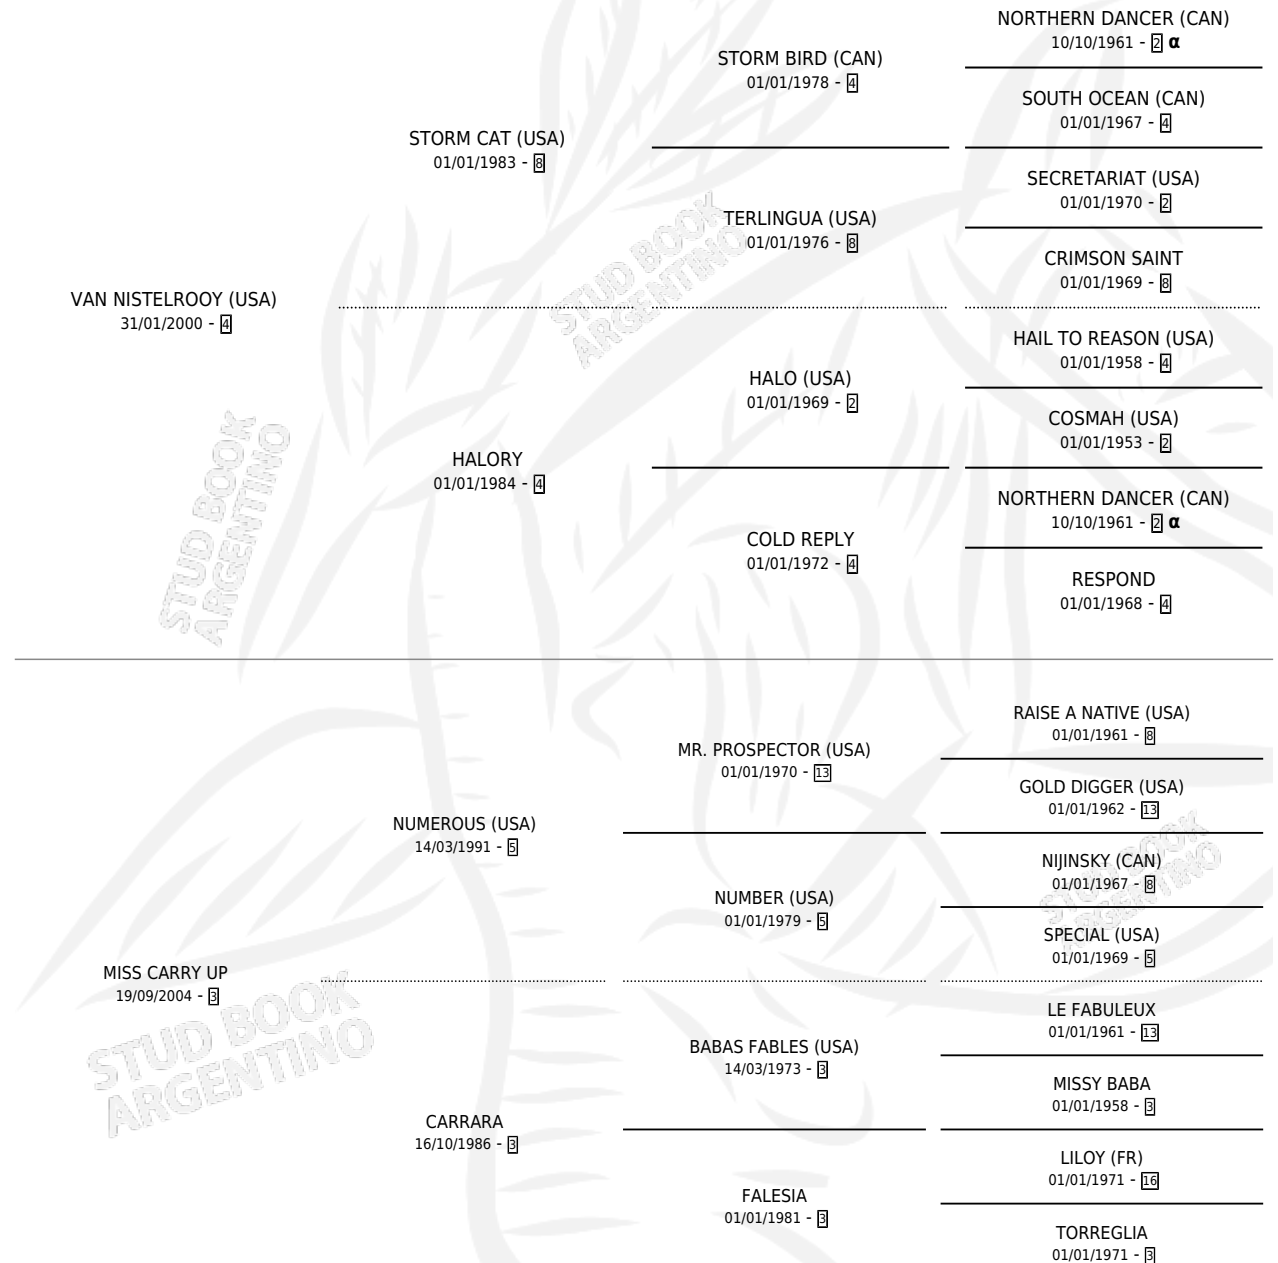 NORTHERN DANCER (CAN)
10/10/1961 - 2 α
STORM BIRD (CAN)
01/01/1978 - 4
SOUTH OCEAN (CAN)
01/01/1967 - 4
STORM CAT (USA)
01/01/1983 - 8
SECRETARIAT (USA)
01/01/1970 - 2
TERLINGUA (USA)
01/01/1976 - 8
CRIMSON SAINT
01/01/1969 - 8
VAN NISTELROOY (USA)
31/01/2000 - 4
STUD BOOK
ARGENTINO
HAIL TO REASON (USA)
01/01/1958 - 4
HALO (USA)
01/01/1969 - 2
COSMAH (USA)
01/01/1953 - 2
HALORY
01/01/1984 - 4
STUD BOOK
ARGENTINO
NORTHERN DANCER (CAN)
10/10/1961 - 2 α
COLD REPLY
01/01/1972 - 4
RESPOND
01/01/1968 - 4
RAISE A NATIVE (USA)
01/01/1961 - 8
MR. PROSPECTOR (USA)
01/01/1970 - 13
GOLD DIGGER (USA)
01/01/1962 - 13
NUMEROUS (USA)
14/03/1991 - 5
NIJINSKY (CAN)
01/01/1967 - 8
STUD BOOK
ARGENTINO
NUMBER (USA)
01/01/1979 - 5
SPECIAL (USA)
01/01/1969 - 5
MISS CARRY UP
19/09/2004 - 3
STUD BOOK
ARGENTINO
LE FABULEUX
01/01/1961 - 13
BABAS FABLES (USA)
14/03/1973 - 3
MISSY BABA
01/01/1958 - 3
CARRARA
16/10/1986 - 3
LILOY (FR)
01/01/1971 - 16
FALESIA
01/01/1981 - 3
TORREGLIA
01/01/1971 - 3